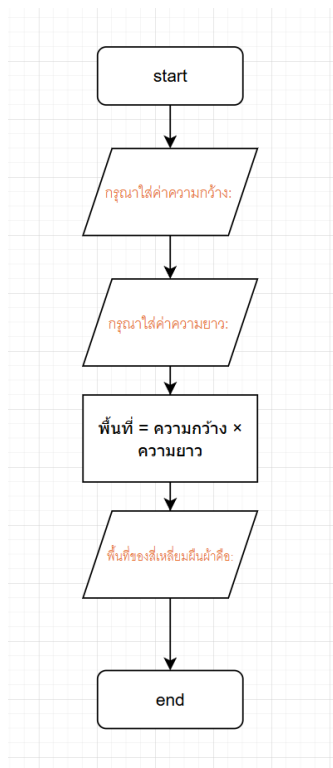 start
กรุณาใส่ค่าความกว้าง:
กรุณาใส่ค่าความยาว:
พื้นที่ = ความกว้าง ×
ความยาว
พื้นที่ของสี่เหลี่ยมผืนผ้าคือ:
end